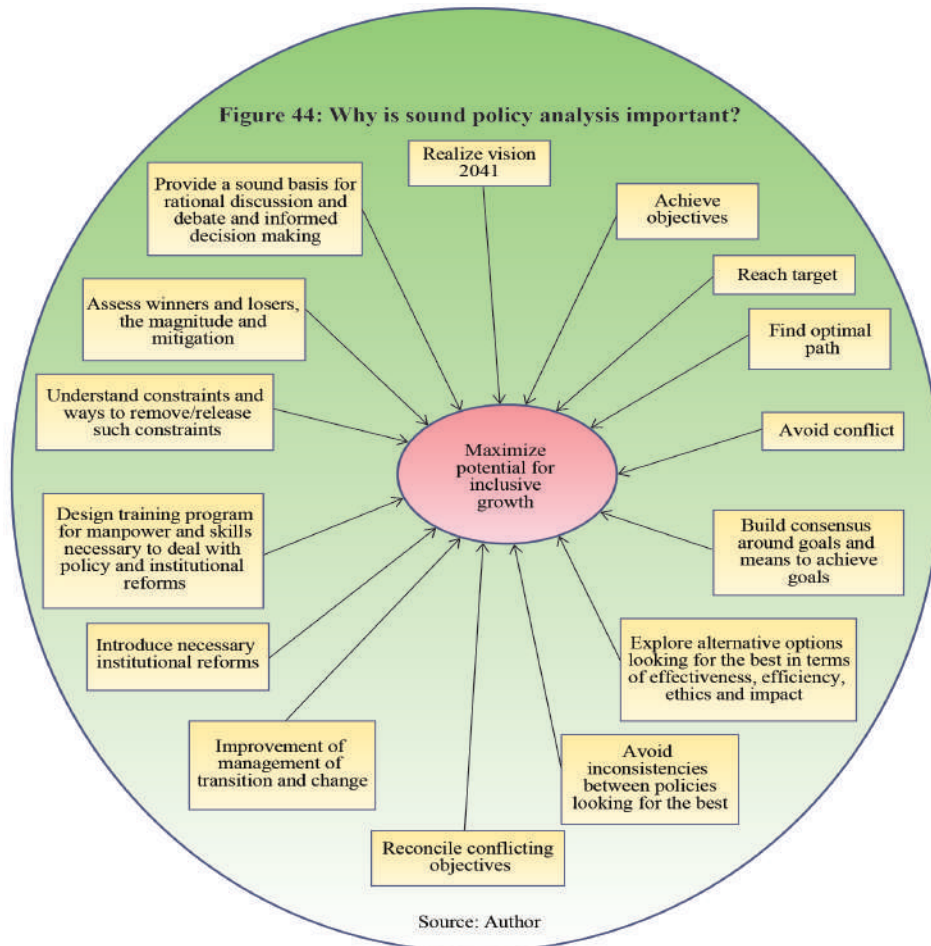 Figure 44: Why is sound policy analysis important?
Realize vision
2041
Achieve
objectives
Reach target
Find optimal
path
Avoid conflict
Build consensus
around goals and
means to achieve
goals
Explore alternative options
looking for the best in terms
of effectiveness, efficiency,
ethics and impact
Avoid
inconsistencies
between policies
looking for the best
Reconcile conflicting
objectives
Improvement of
management of
transition and change
Introduce necessary
institutional reforms
Design training program
for manpower and skills
necessary to deal with
policy and institutional
reforms
Understand constraints and
ways to remove/release
such constraints
Assess winners and losers,
the magnitude and
mitigation
Provide a sound basis for
rational discussion and
debate and informed
decision making
Maximize
potential for
inclusive
growth
Source: Author